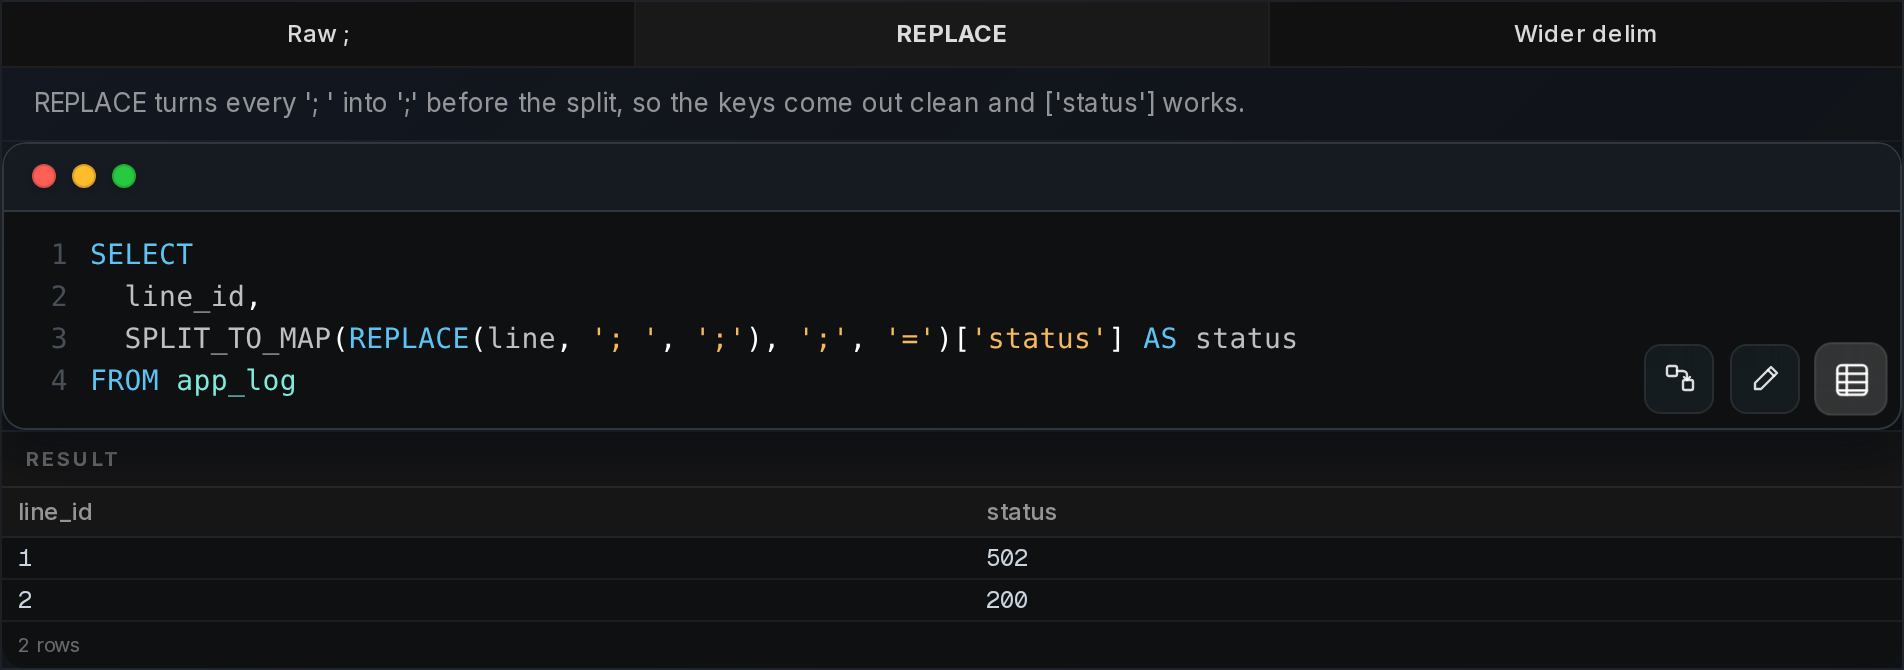 Raw ;
REPLACE
Wider delim
REPLACE turns every '; ' into ';' before the split, so the keys come out clean and ['status'] works.
1 SELECT
2   line_id,
3   SPLIT_TO_MAP(REPLACE(line, '; ', ';'), ';', '=')['status'] AS status
4 FROM app_log
RESULT
line_id status
1 502
2 200
2 rows